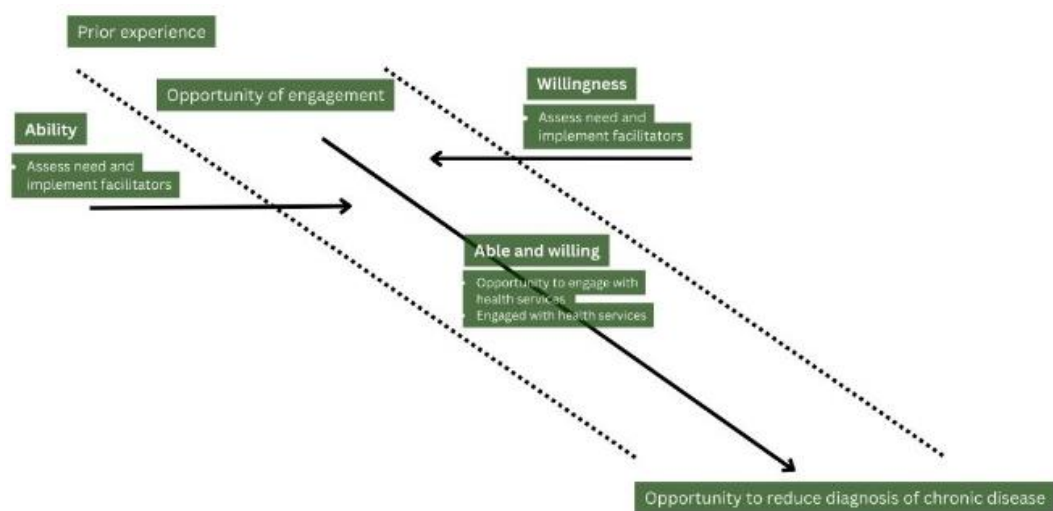 Prior experience
Opportunity of engagement
Willingness
Assess need and
implement facilitators
Ability
Assess need and
implement facilitators
Able and willing
Opportunity to engage with
health services
Engaged with health services
Opportunity to reduce diagnosis of chronic disease